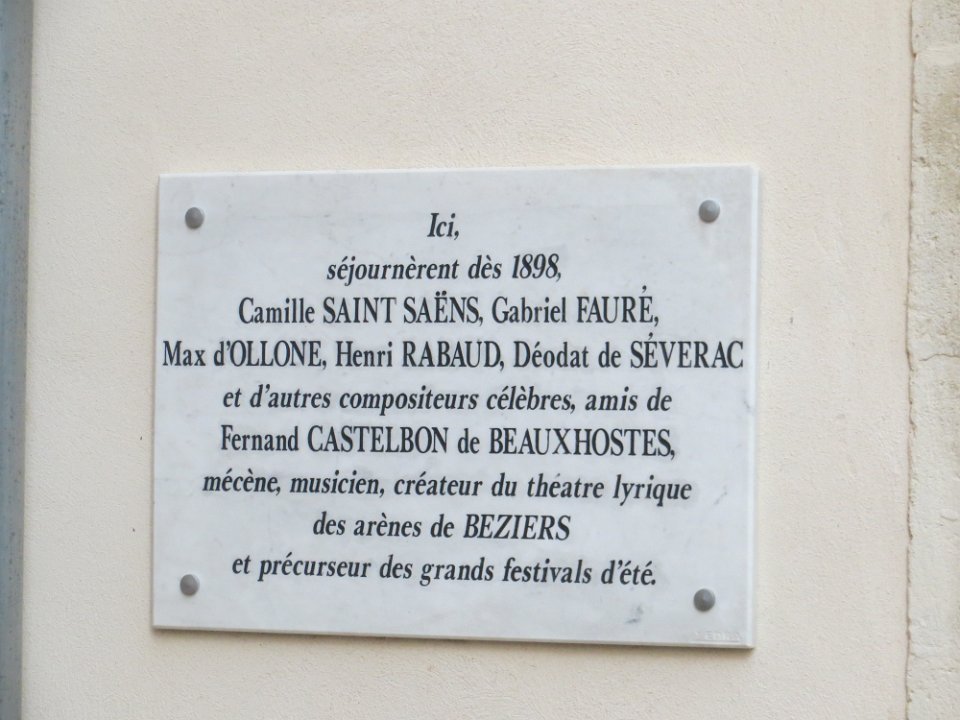 Ici,
séjournèrent dès 1898,
Camille SAINT SAËNS, Gabriel FAURÉ,
Max d'OLLONE, Henri RABAUD, Déodat de SÉVERAC
et d'autres compositeurs célèbres, amis de
Fernand CASTELBON de BEAUXHOSTES,
mécène, musicien, créateur du théatre lyrique
des arènes de BEZIERS
et précurseur des grands festivals d'été.